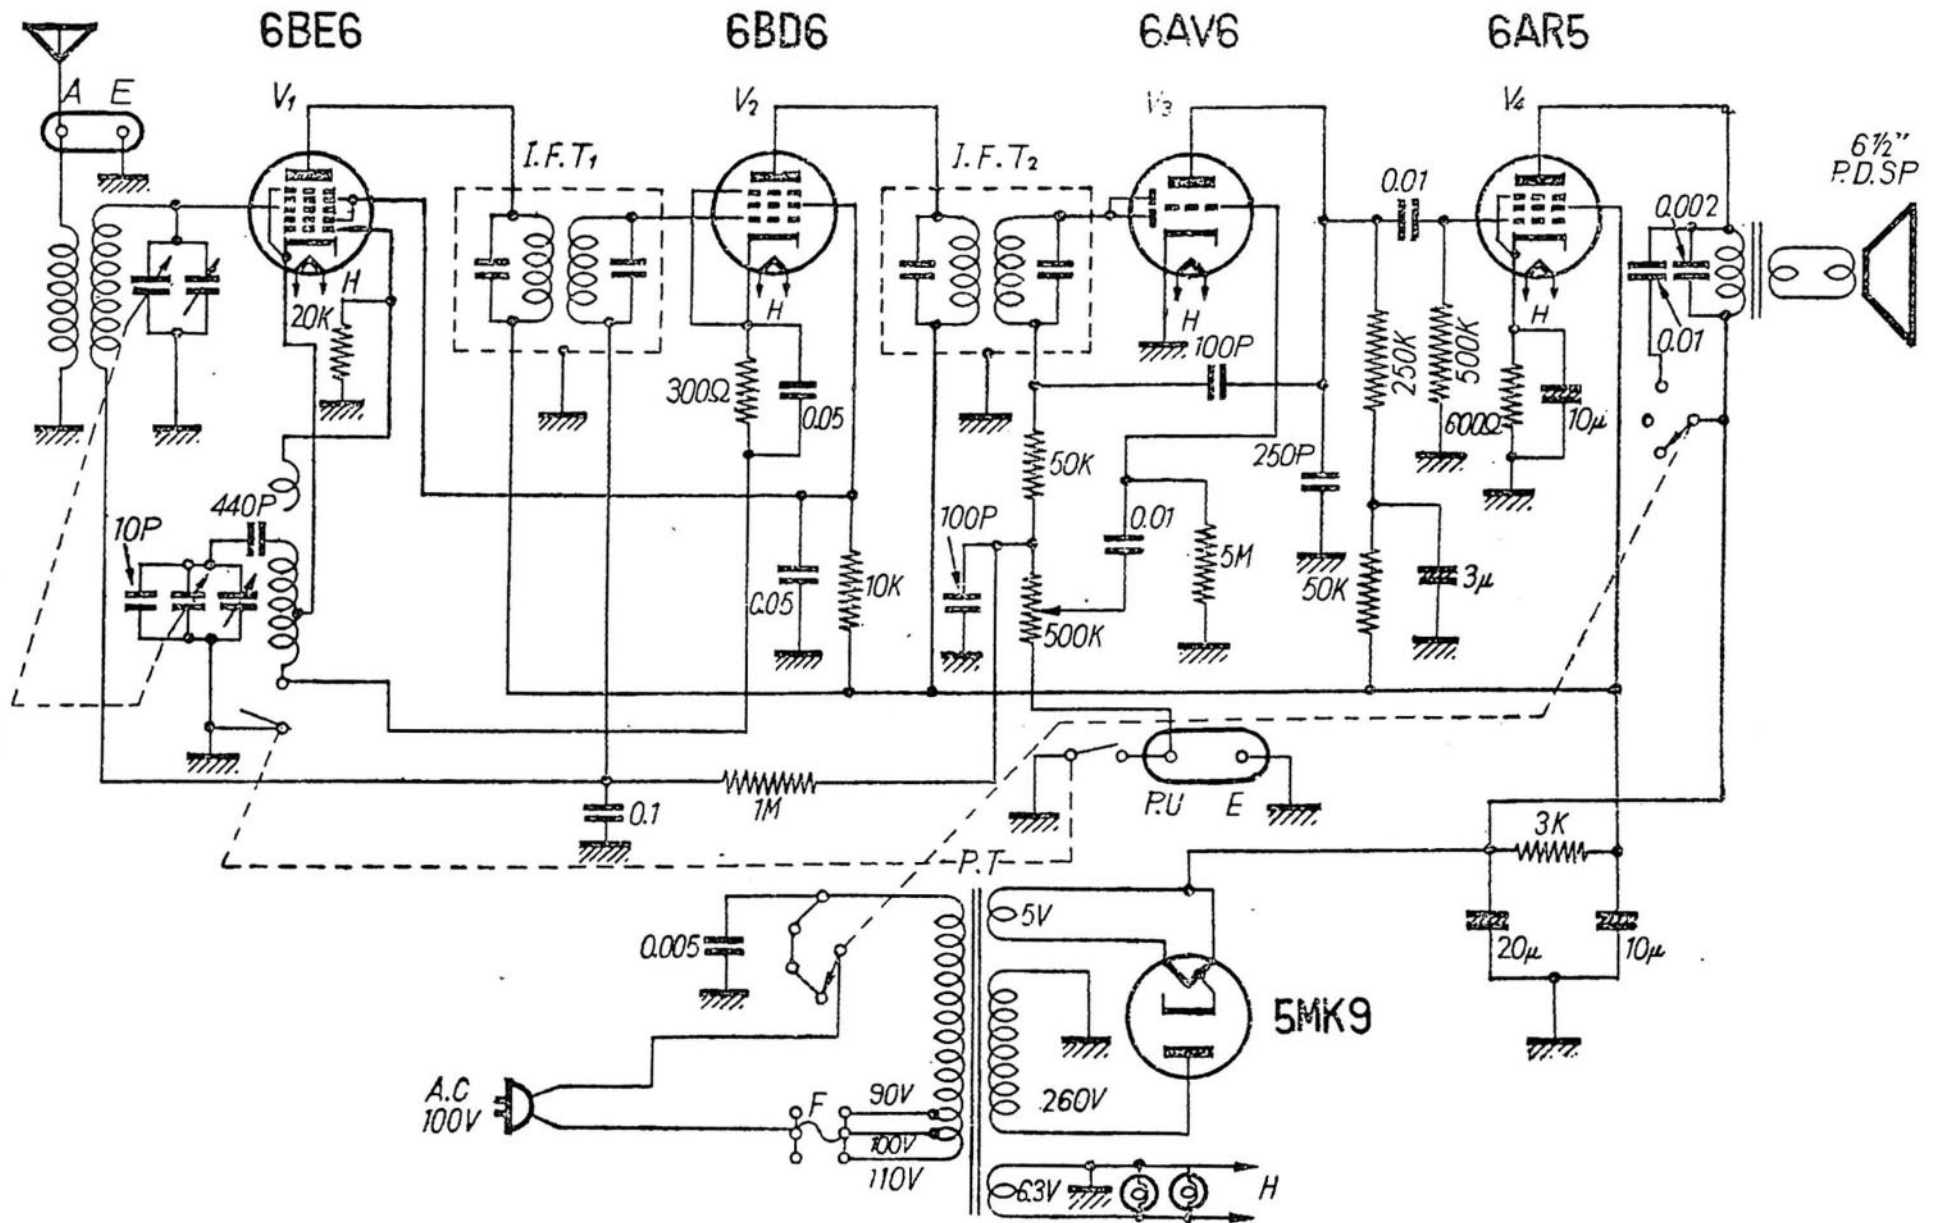 6BE6
6BD6
6AV6
6AR5
A E
V1
V2
V3
V4
I.F.T1
I.F.T2
6½"
P.D.SP
0.01
0.002
H
20K
H
H
H
0.01
100P
250K
500K
300Ω
0.05
600Ω
10μ
50K
250P
440P
10P
100P
0.01
5M
0.05
10K
50K
3μ
500K
P.U E
0.1
1M
3K
P.T
5V
0.005
20μ
10μ
5MK9
A.C
100V
F
90V
100V
110V
260V
6.3V
H